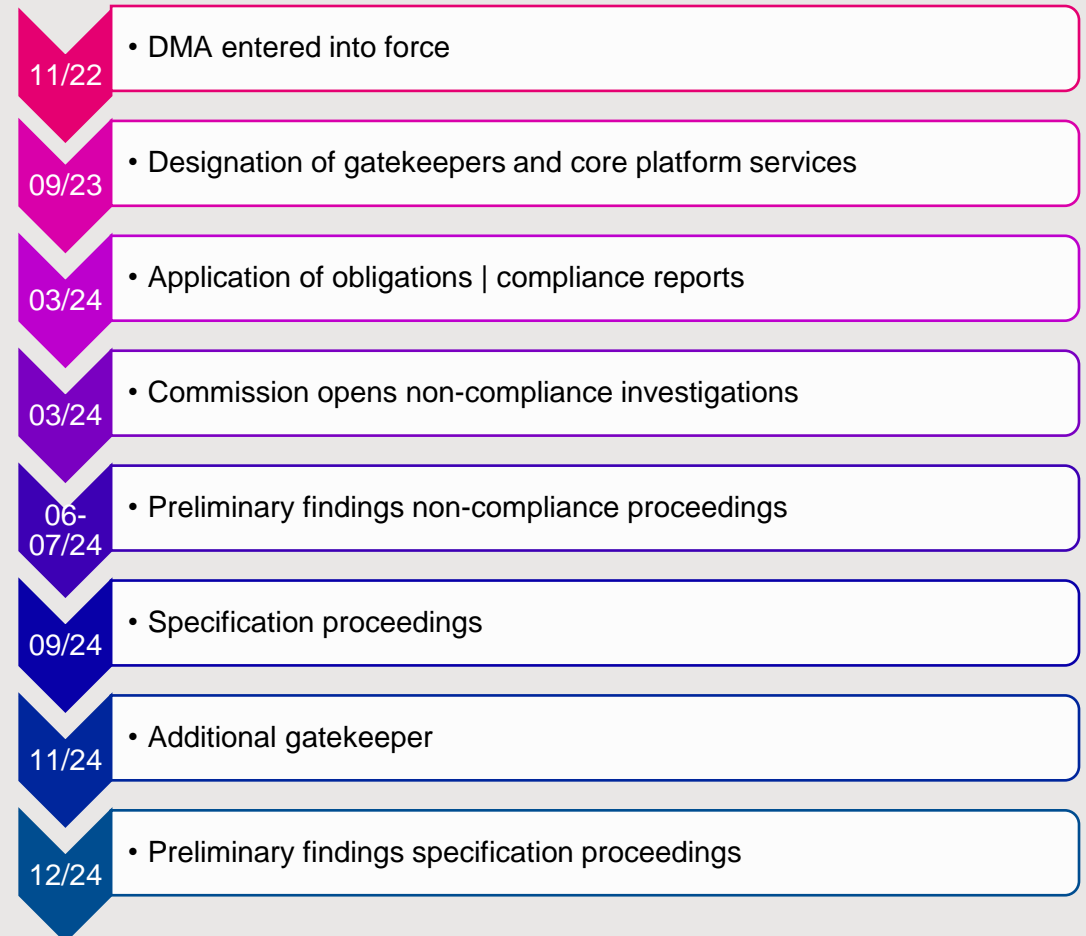 11/22
• DMA entered into force
09/23
• Designation of gatekeepers and core platform services
03/24
• Application of obligations | compliance reports
03/24
• Commission opens non-compliance investigations
06-
07/24
• Preliminary findings non-compliance proceedings
09/24
• Specification proceedings
11/24
• Additional gatekeeper
12/24
• Preliminary findings specification proceedings